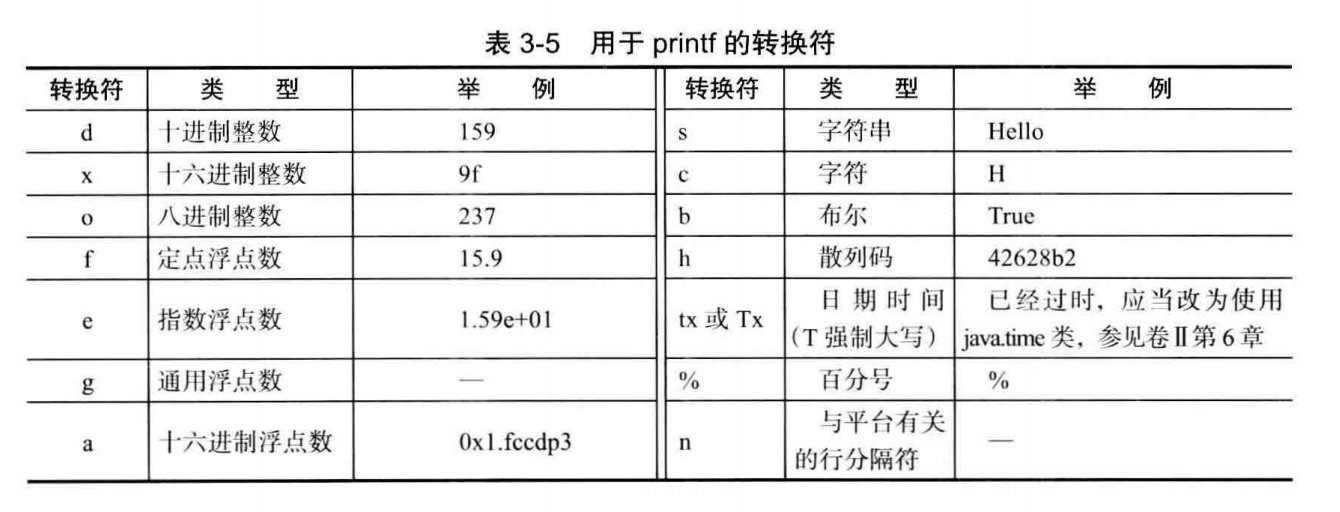 表 3-5 用于 printf 的转换符
转换符 类 型 举 例 转换符 类 型 举 例
d 十进制整数 159 s 字符串 Hello
x 十六进制整数 9f c 字符 H
o 八进制整数 237 b 布尔 True
f 定点浮点数 15.9 h 散列码 42628b2
e 指数浮点数 1.59e+01 tx 或 Tx 日期时间 已经过时，应当改为使用
(T 强制大写) java.time 类，参见卷Ⅱ第 6 章
g 通用浮点数 — % 百分号 %
a 十六进制浮点数 0x1.fccdp3 n 与平台有关 —
的行分隔符